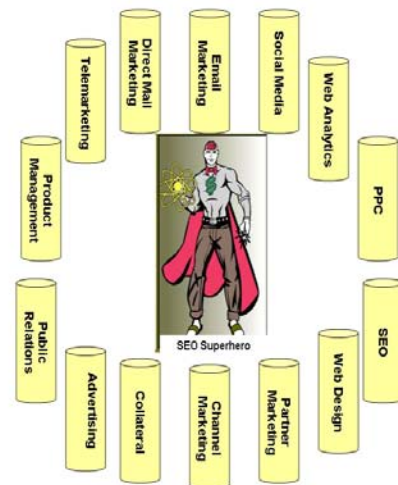 Direct Mail
Marketing
Email
Marketing
Social Media
Telemarketing
Web Analytics
Product
Management
PPC
SEO Superhero
Public
Relations
SEO
Advertising
Web Design
Collateral
Channel
Marketing
Partner
Marketing